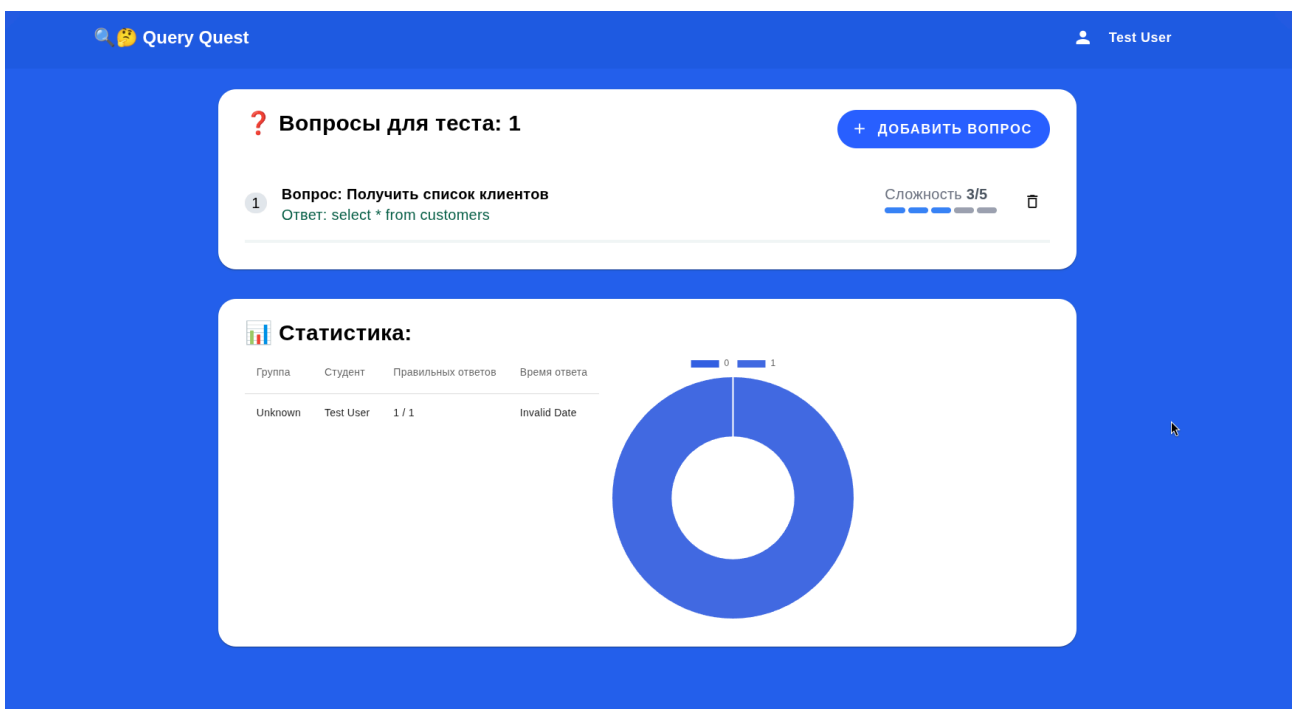 Query Quest
Test User
Вопросы для теста: 1
+ ДОБАВИТЬ ВОПРОС
1
Вопрос: Получить список клиентов
Ответ: select * from customers
Сложность 3/5
Статистика:
Группа Студент Правильных ответов Время ответа
Unknown Test User 1 / 1 Invalid Date
0 1